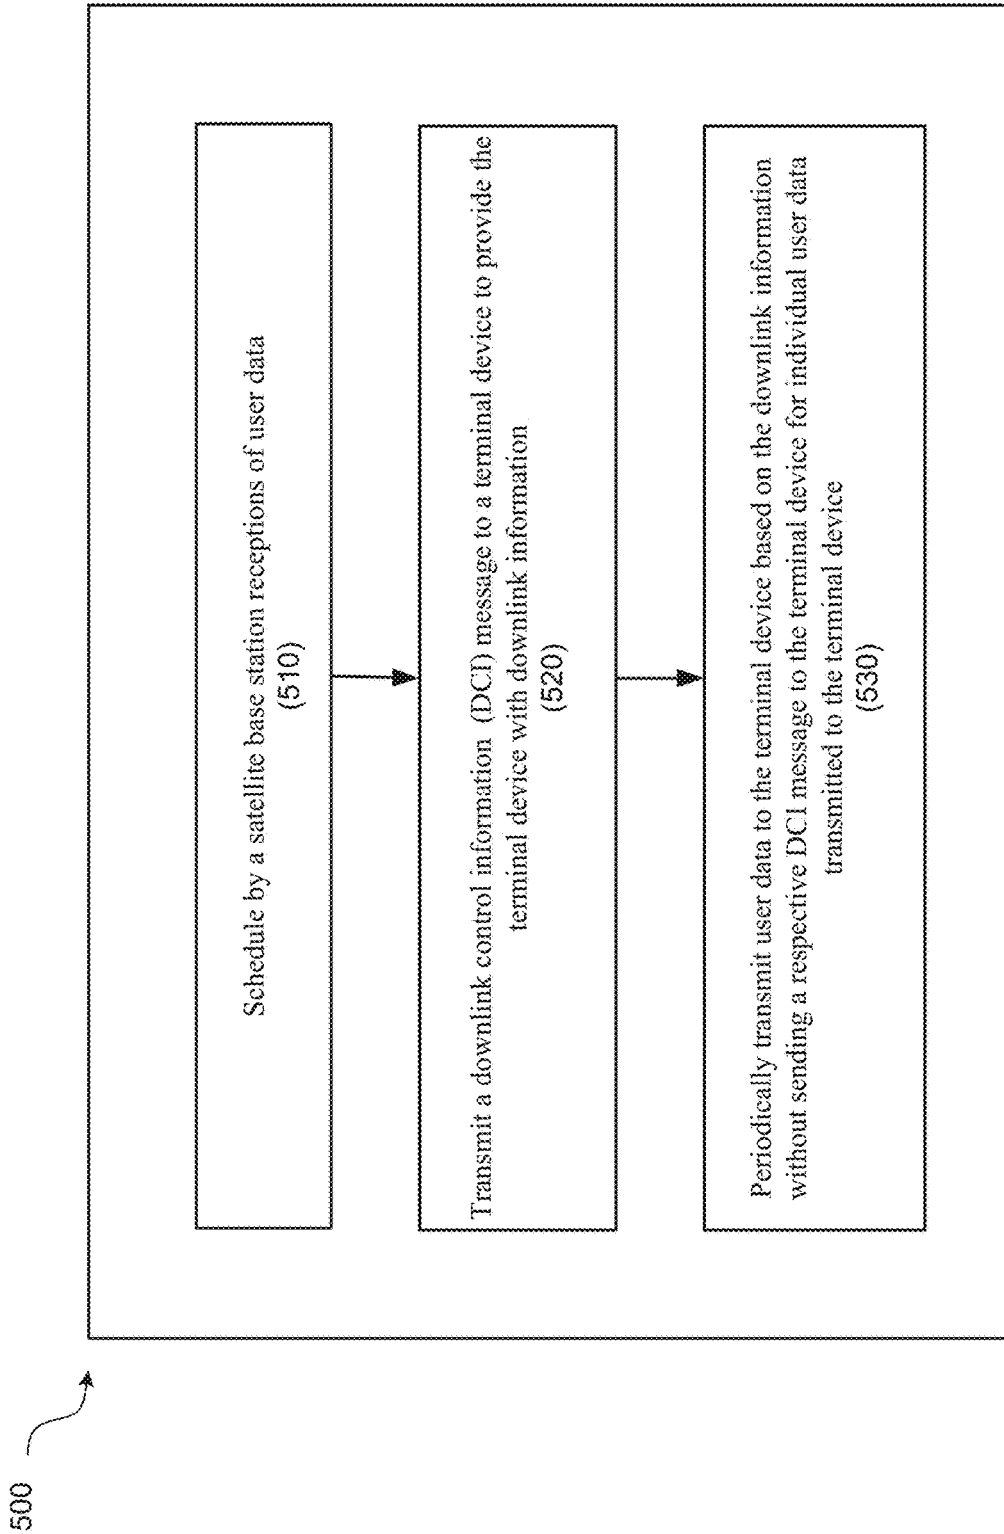 500
Schedule by a satellite base station receptions of user data
(510)
Transmit a downlink control information (DCI) message to a terminal device to provide the
terminal device with downlink information
(520)
Periodically transmit user data to the terminal device based on the downlink information
without sending a respective DCI message to the terminal device for individual user data
transmitted to the terminal device
(530)